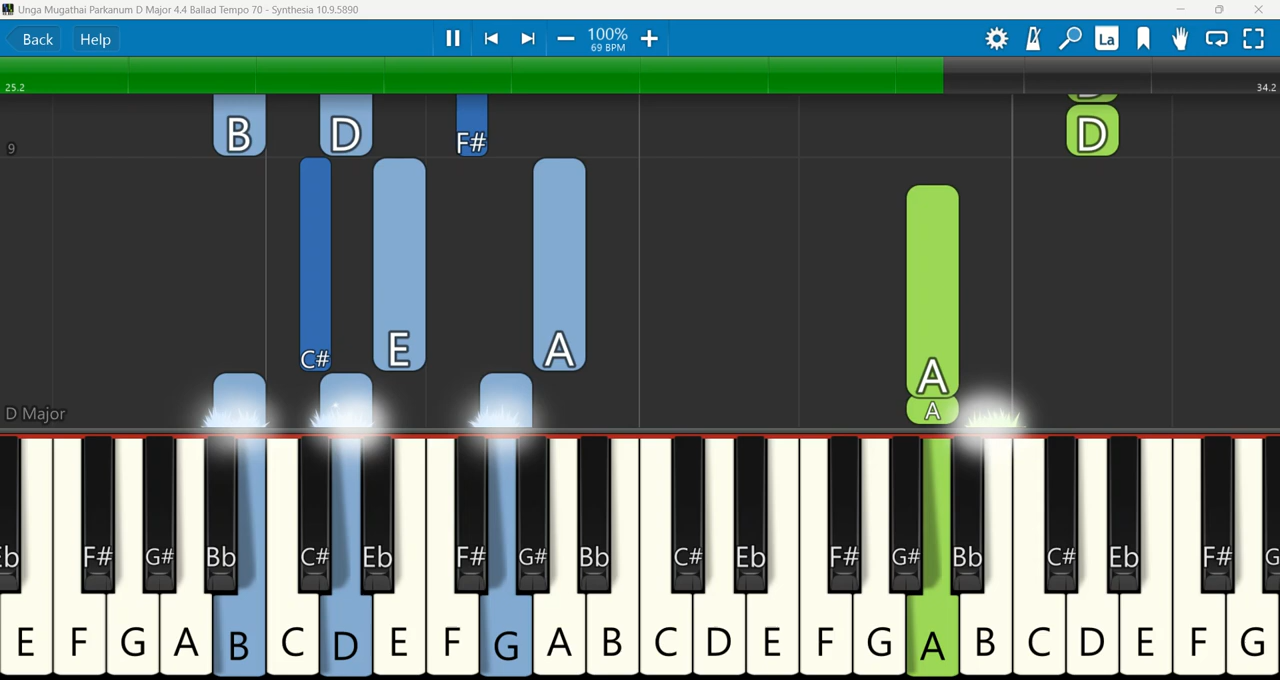 Unga Mugathai Parkanum D Major 4.4 Ballad Tempo 70 - Synthesia 10.9.5890
Back Help 100% La
69 BPM
25.2 34.2
B D F# D
9
C# E A A
A
D Major
Eb F# G# Bb C# Eb F# G# Bb C# Eb F# G# Bb C# Eb F# G
E F G A B C D E F G A B C D E F G A B C D E F G